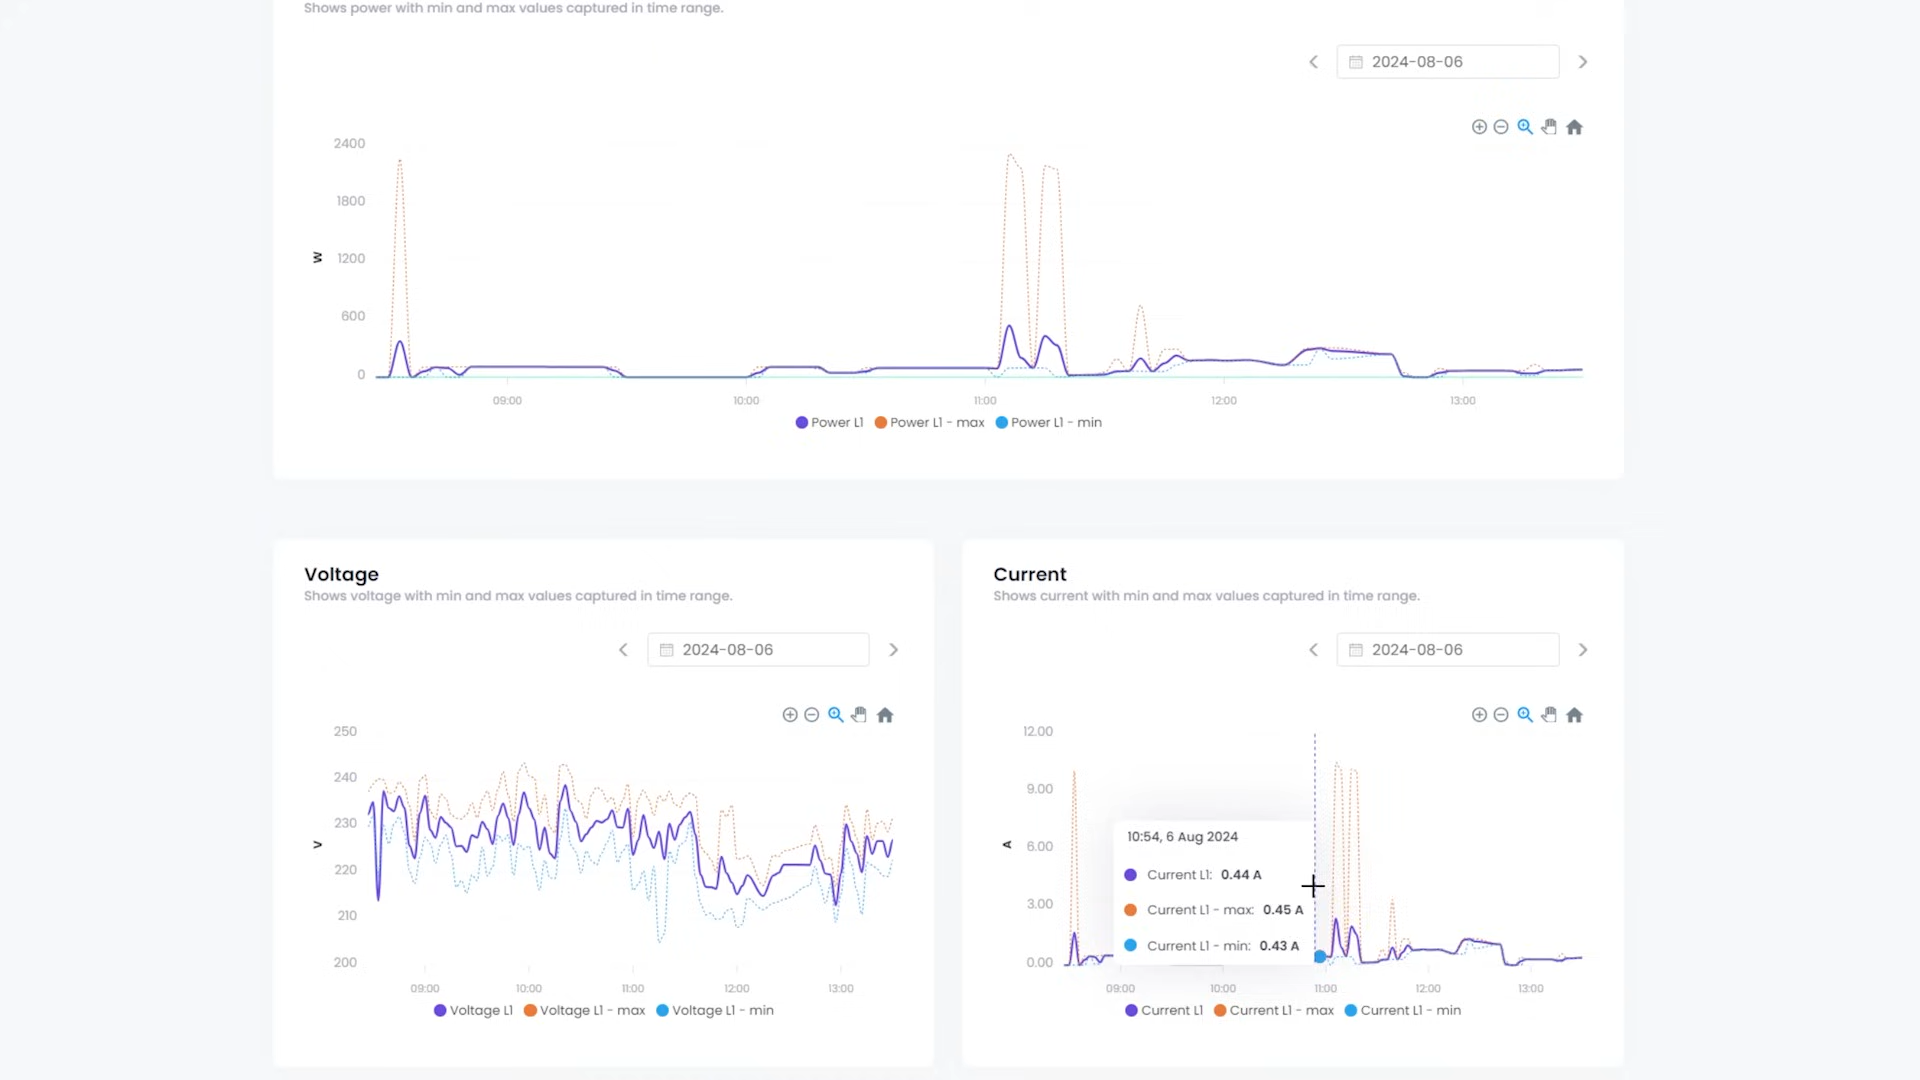 Shows power with min and max values captured in time range.
2024-08-06
2400
1800
1200
600
0
W
09:00 10:00 11:00 12:00 13:00
Power L1 Power L1 - max Power L1 - min
Voltage
Shows voltage with min and max values captured in time range.
2024-08-06
250
240
230
220
210
200
V
09:00 10:00 11:00 12:00 13:00
Voltage L1 Voltage L1 - max Voltage L1 - min
Current
Shows current with min and max values captured in time range.
2024-08-06
12.00
9.00
6.00
3.00
0.00
A
10:54, 6 Aug 2024
Current L1: 0.44 A
Current L1 - max: 0.45 A
Current L1 - min: 0.43 A
09:00 10:00 11:00 12:00 13:00
Current L1 Current L1 - max Current L1 - min